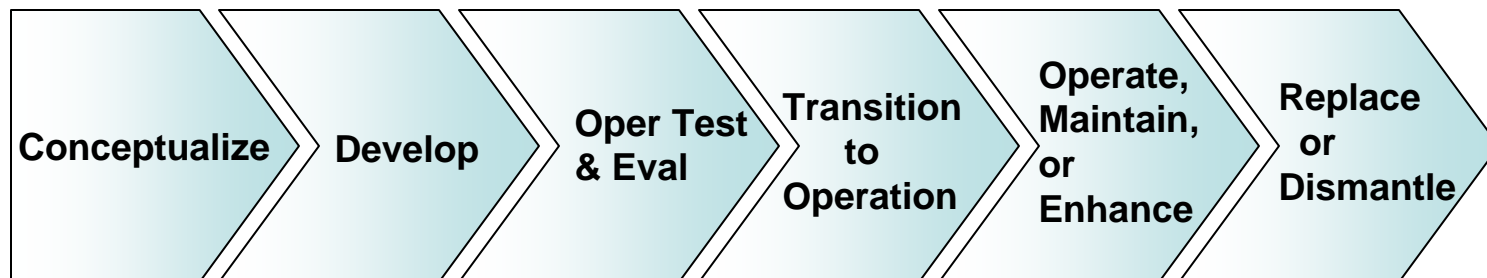 Conceptualize
Develop
Oper Test
& Eval
Transition
to
Operation
Operate,
Maintain,
or
Enhance
Replace
or
Dismantle